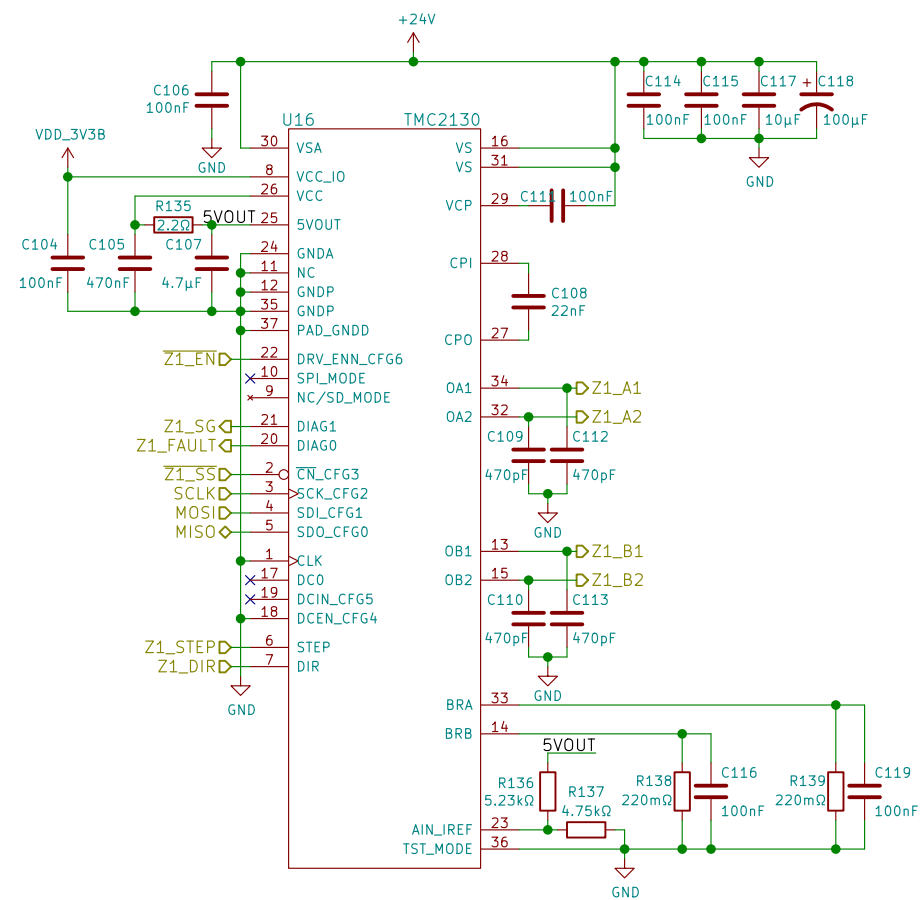 +24V
C106
100nF
GND
VDD_3V3B
U16
TMC2130
C114
100nF
C115
100nF
C117
10µF
+
C118
100µF
GND
30 VSA
8 VCC_IO
26 VCC
R135
2.2Ω
5VOUT
25 5VOUT
C104
100nF
C105
470nF
C107
4.7µF
24 GNDA
11 NC
12 GNDP
35 GNDP
37 PAD_GNDD
Z1_EN 22 DRV_ENN_CFG6
10 SPI_MODE
9 NC/SD_MODE
Z1_SG 21 DIAG1
Z1_FAULT 20 DIAG0
Z1_SS 2 CN_CFG3
SCLK 3 SCK_CFG2
MOSI 4 SDI_CFG1
MISO 5 SDO_CFG0
1 CLK
17 DC0
19 DCIN_CFG5
18 DCEN_CFG4
Z1_STEP 6 STEP
Z1_DIR 7 DIR
GND
VS 16
VS 31
VCP 29
C111 100nF
CPI 28
C108
22nF
CPO 27
OA1 34 Z1_A1
OA2 32 Z1_A2
C109
470pF
C112
470pF
GND
OB1 13 Z1_B1
OB2 15 Z1_B2
C110
470pF
C113
470pF
GND
BRA 33
BRB 14
5VOUT
R136
5.23kΩ
R137
4.75kΩ
R138
220mΩ
C116
100nF
R139
220mΩ
C119
100nF
AIN_IREF 23
TST_MODE 36
GND